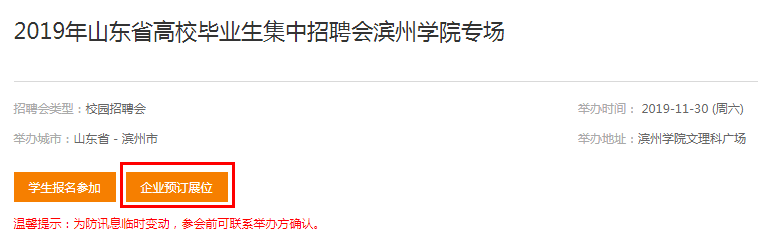 2019年山东省高校毕业生集中招聘会滨州学院专场
招聘会类型：校园招聘会 举办时间： 2019-11-30 (周六)
举办城市：山东省 - 滨州市 举办地址：滨州学院文理科广场
学生报名参加 企业预订展位
温馨提示：为防讯息临时变动，参会前可联系举办方确认。